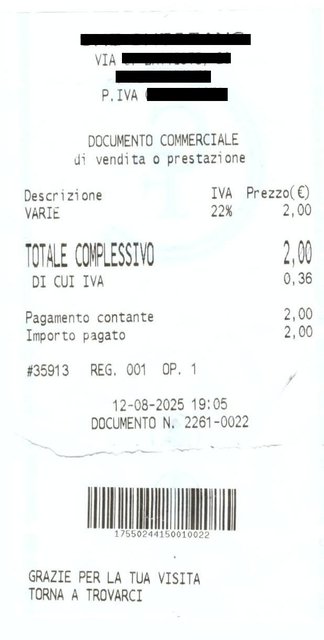 VIA
P.IVA
DOCUMENTO COMMERCIALE
di vendita o prestazione
Descrizione IVA Prezzo(€)
VARIE 22% 2,00
TOTALE COMPLESSIVO 2,00
DI CUI IVA 0,36
Pagamento contante 2,00
Importo pagato 2,00
#35913 REG. 001 OP. 1
12-08-2025 19:05
DOCUMENTO N. 2261-0022
17550244150010022
GRAZIE PER LA TUA VISITA
TORNA A TROVARCI